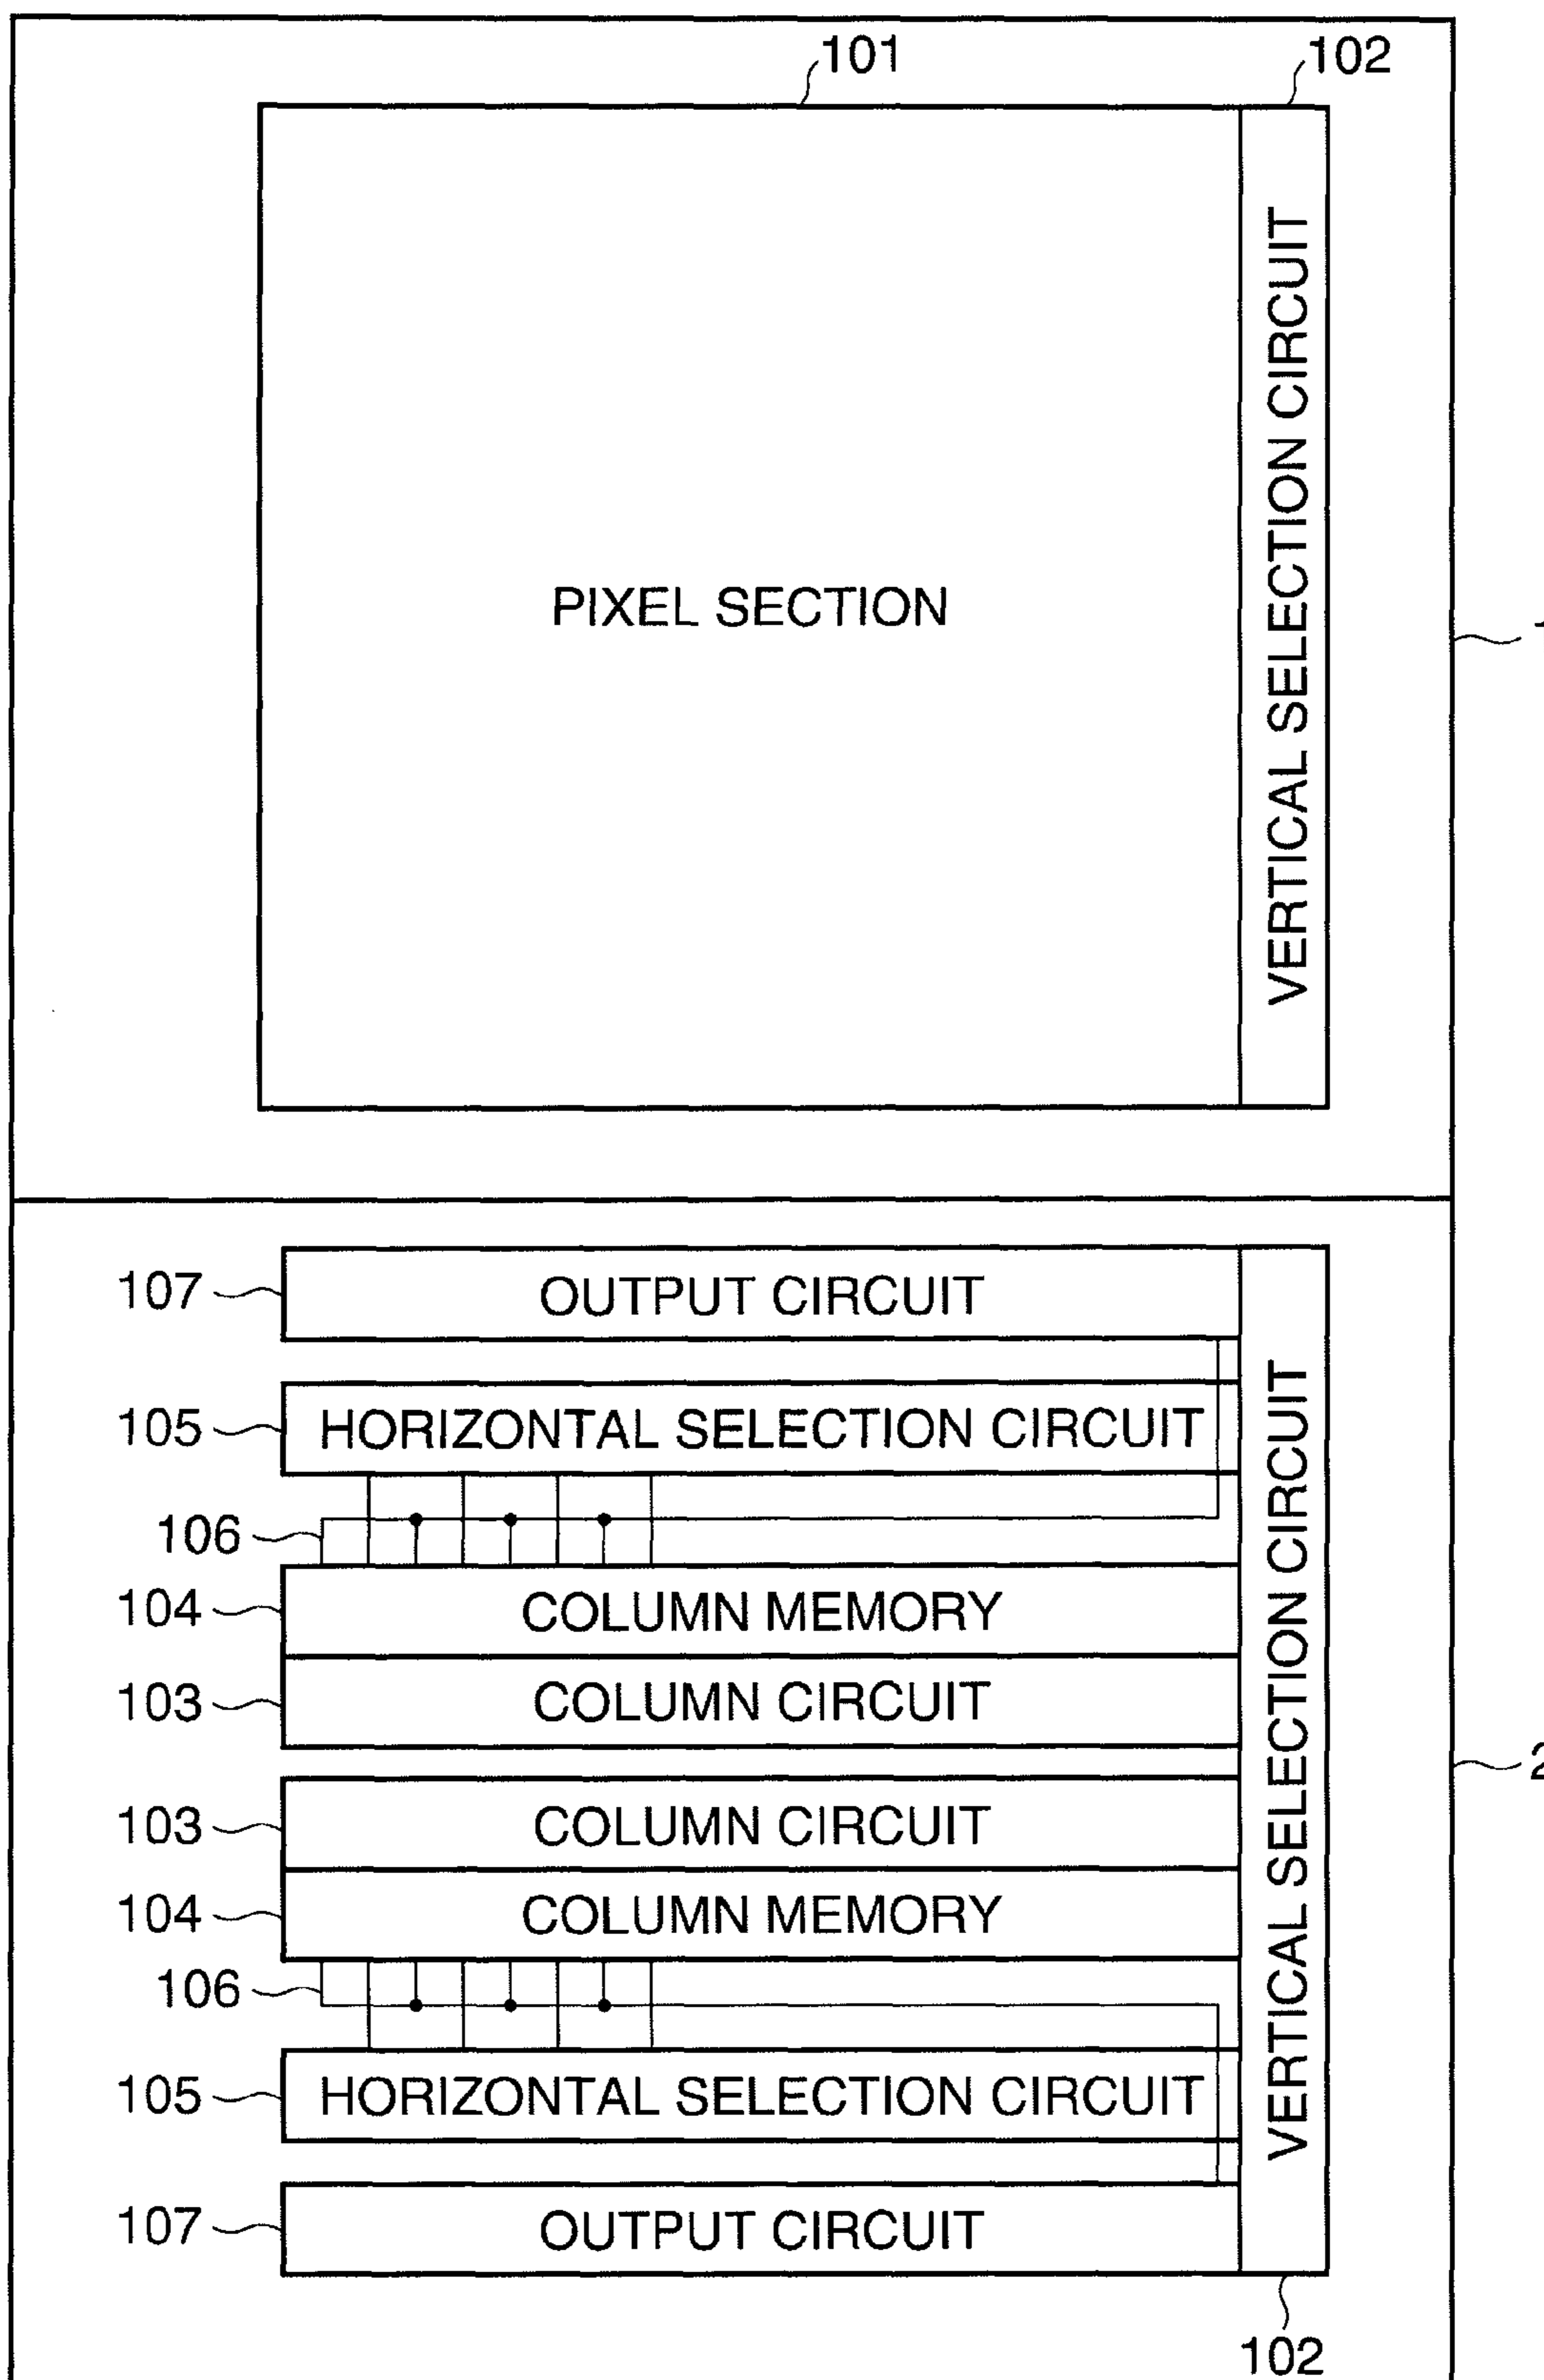 101
102
PIXEL SECTION
VERTICAL SELECTION CIRCUIT
1
107
OUTPUT CIRCUIT
105
HORIZONTAL SELECTION CIRCUIT
106
104
COLUMN MEMORY
103
COLUMN CIRCUIT
VERTICAL SELECTION CIRCUIT
2
103
COLUMN CIRCUIT
104
COLUMN MEMORY
106
105
HORIZONTAL SELECTION CIRCUIT
107
OUTPUT CIRCUIT
102